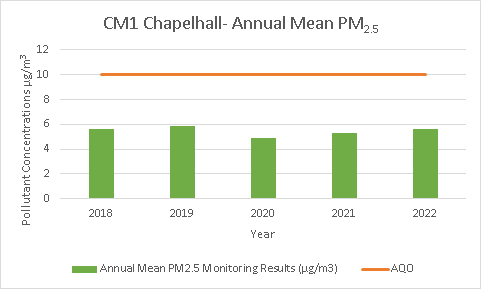 CM1 Chapelhall- Annual Mean PM2.5
12
10
8
6
4
2
0
Pollutant Concentrations µg/m³
2018 2019 2020 2021 2022
Year
Annual Mean PM2.5 Monitoring Results (µg/m3) AQO